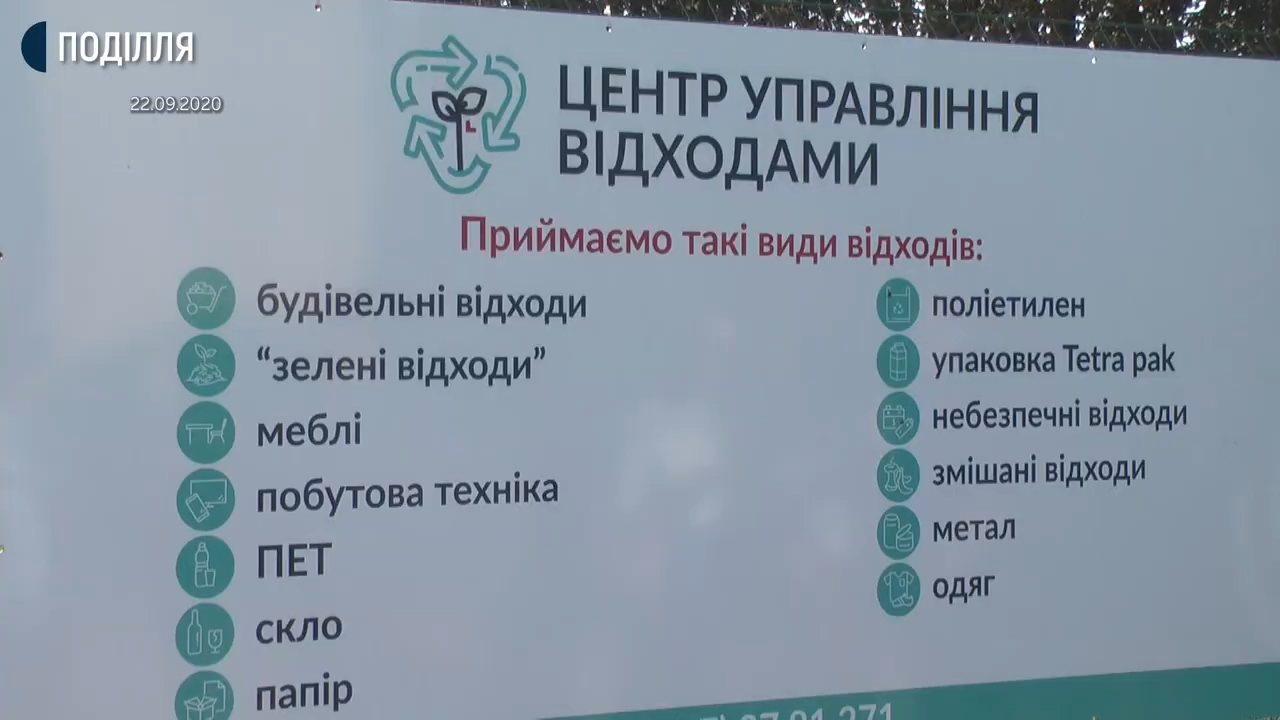 ПОДІЛЛЯ
22.09.2020
ЦЕНТР УПРАВЛІННЯ
ВІДХОДАМИ
Приймаємо такі види відходів:
будівельні відходи
“зелені відходи”
меблі
побутова техніка
ПЕТ
скло
папір
поліетилен
упаковка Tetra pak
небезпечні відходи
змішані відходи
метал
одяг